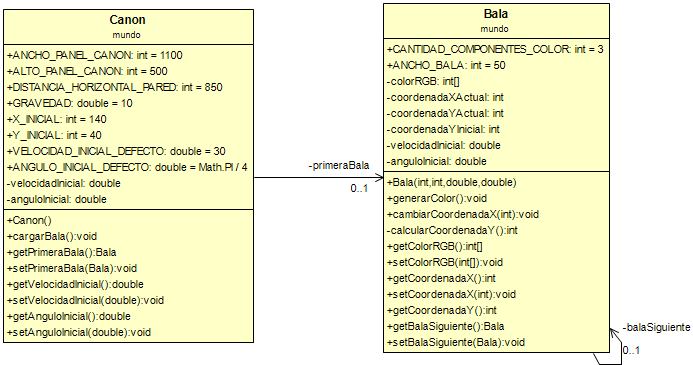 Canon
mundo
+ANCHO_PANEL_CANON: int = 1100
+ALTO_PANEL_CANON: int = 500
+DISTANCIA_HORIZONTAL_PARED: int = 850
+GRAVEDAD: double = 10
+X_INICIAL: int = 140
+Y_INICIAL: int = 40
+VELOCIDAD_INICIAL_DEFECTO: double = 30
+ANGULO_INICIAL_DEFECTO: double = Math.PI / 4
-velocidadInicial: double
-anguloInicial: double
+Canon()
+cargarBala():void
+getPrimeraBala():Bala
+setPrimeraBala(Bala):void
+getVelocidadInicial():double
+setVelocidadInicial(double):void
+getAnguloInicial():double
+setAnguloInicial(double):void
-primeraBala
0..1
Bala
mundo
+CANTIDAD_COMPONENTES_COLOR: int = 3
+ANCHO_BALA: int = 50
-colorRGB: int[]
-coordenadaXActual: int
-coordenadaYActual: int
-coordenadaYInicial: int
-velocidadInicial: double
-anguloInicial: double
+Bala(int,int,double,double)
+generarColor():void
+cambiarCoordenadaX(int):void
-calcularCoordenadaY():int
+getColorRGB():int[]
+setColorRGB(int[]):void
+getCoordenadaX():int
+setCoordenadaX(int):void
+getCoordenadaY():int
+getBalaSiguiente():Bala
+setBalaSiguiente(Bala):void
-balaSiguiente
0..1